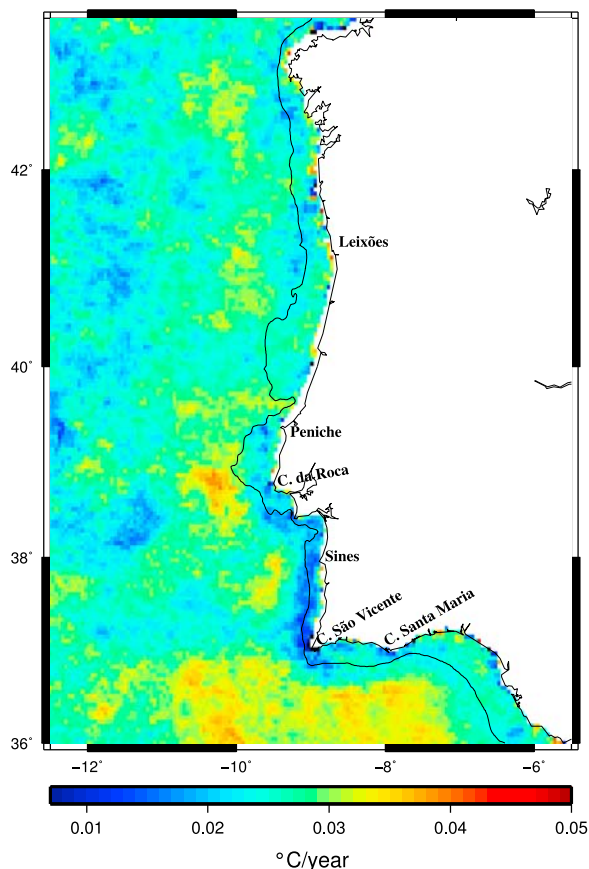 42°
Leixões
40°
Peniche
C. da Roca
38°
Sines
C. São Vicente
C. Santa Maria
36°
−12° −10° −8° −6°
0.01 0.02 0.03 0.04 0.05
°C/year